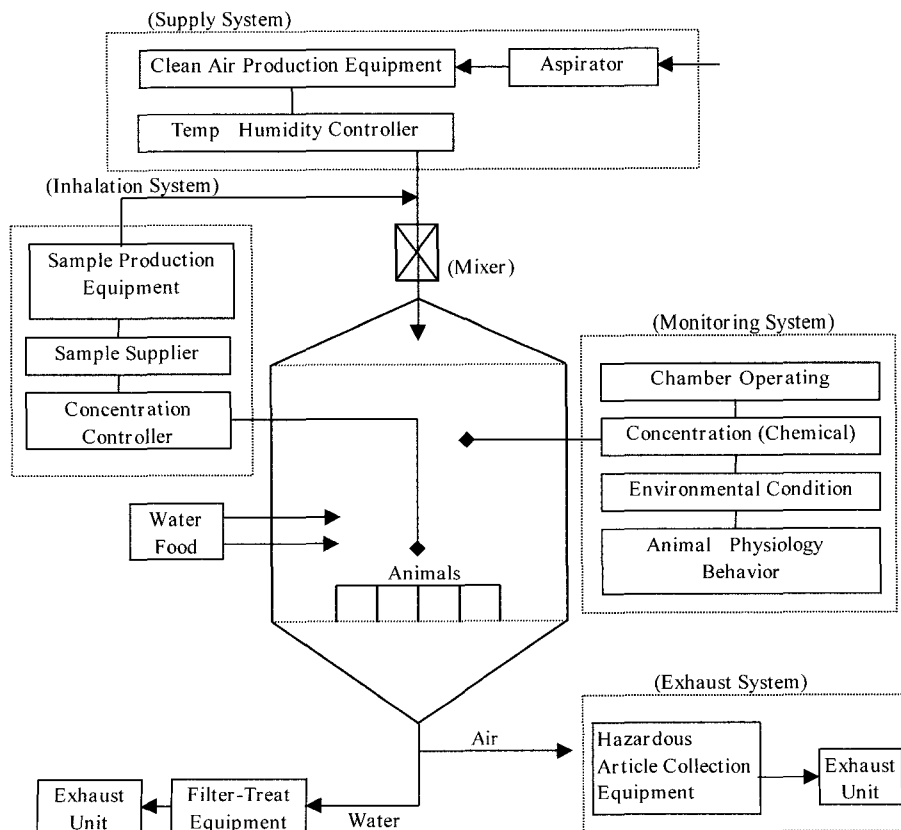 (Supply System)
Clean Air Production Equipment
Aspirator
Temp Humidity Controller
(Inhalation System)
Sample Production
Equipment
(Mixer)
Sample Supplier
Concentration
Controller
(Monitoring System)
Chamber Operating
Concentration (Chemical)
Environmental Condition
Animal Physiology
Behavior
Water
Food
Animals
(Exhaust System)
Air
Hazardous
Article Collection
Equipment
Exhaust
Unit
Exhaust
Unit
Filter-Treat
Equipment
Water